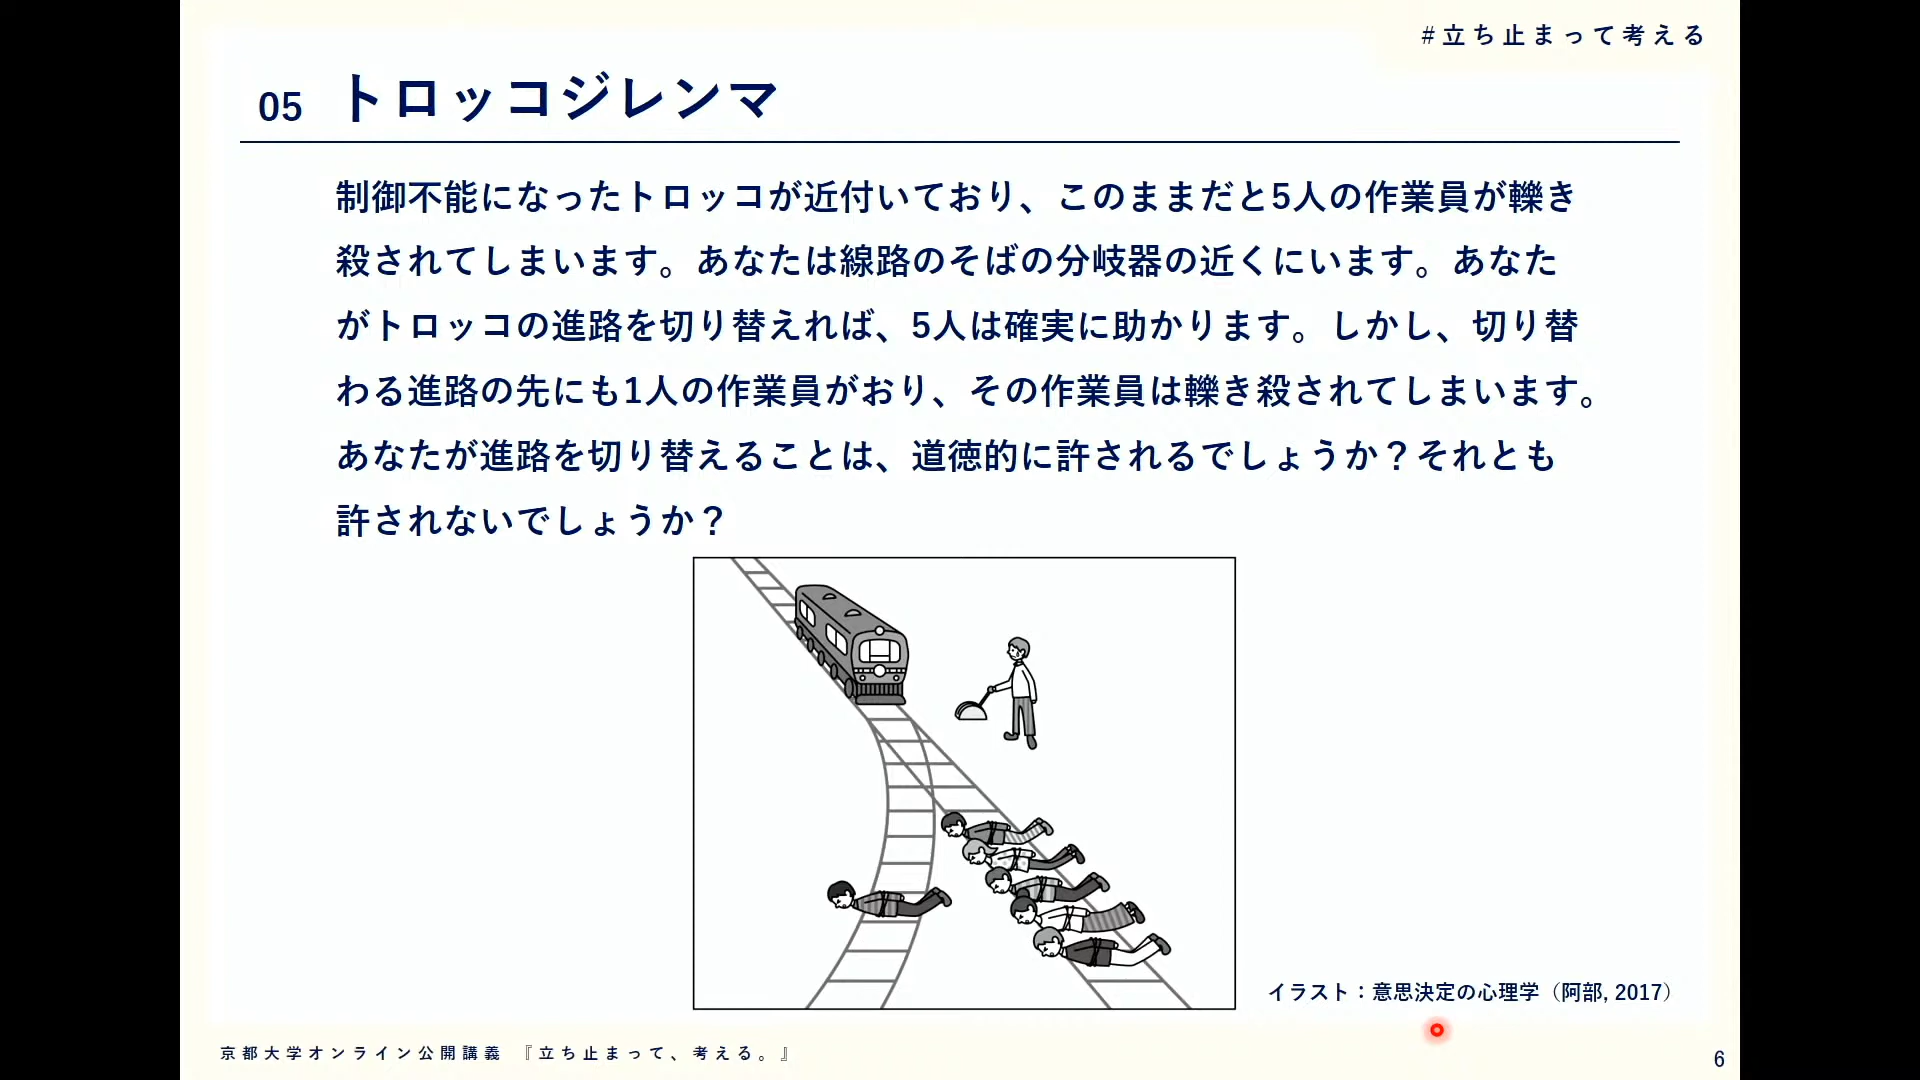 #立ち止まって考える
05 トロッコジレンマ
制御不能になったトロッコが近付いており、このままだと5人の作業員が轢き
殺されてしまいます。あなたは線路のそばの分岐器の近くにいます。あなた
がトロッコの進路を切り替えれば、5人は確実に助かります。しかし、切り替
わる進路の先にも1人の作業員がおり、その作業員は轢き殺されてしまいます。
あなたが進路を切り替えることは、道徳的に許されるでしょうか？それとも
許されないでしょうか？
イラスト：意思決定の心理学（阿部, 2017）
京都大学オンライン公開講義 『立ち止まって、考える。』
6